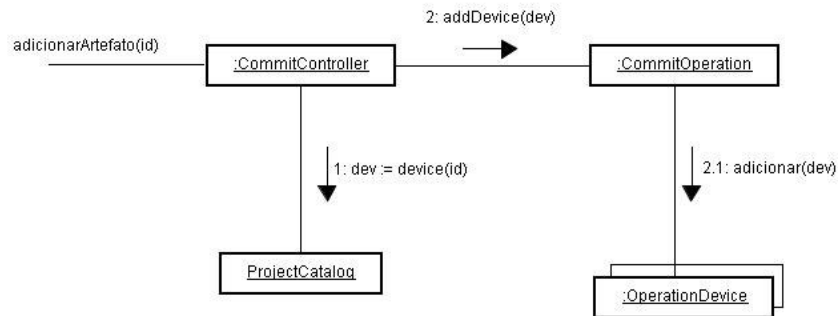 2: addDevice(dev)
adicionarArtefato(id)
:CommitController
:CommitOperation
1: dev := device(id)
2.1: adicionar(dev)
ProjectCatalog
:OperationDevice